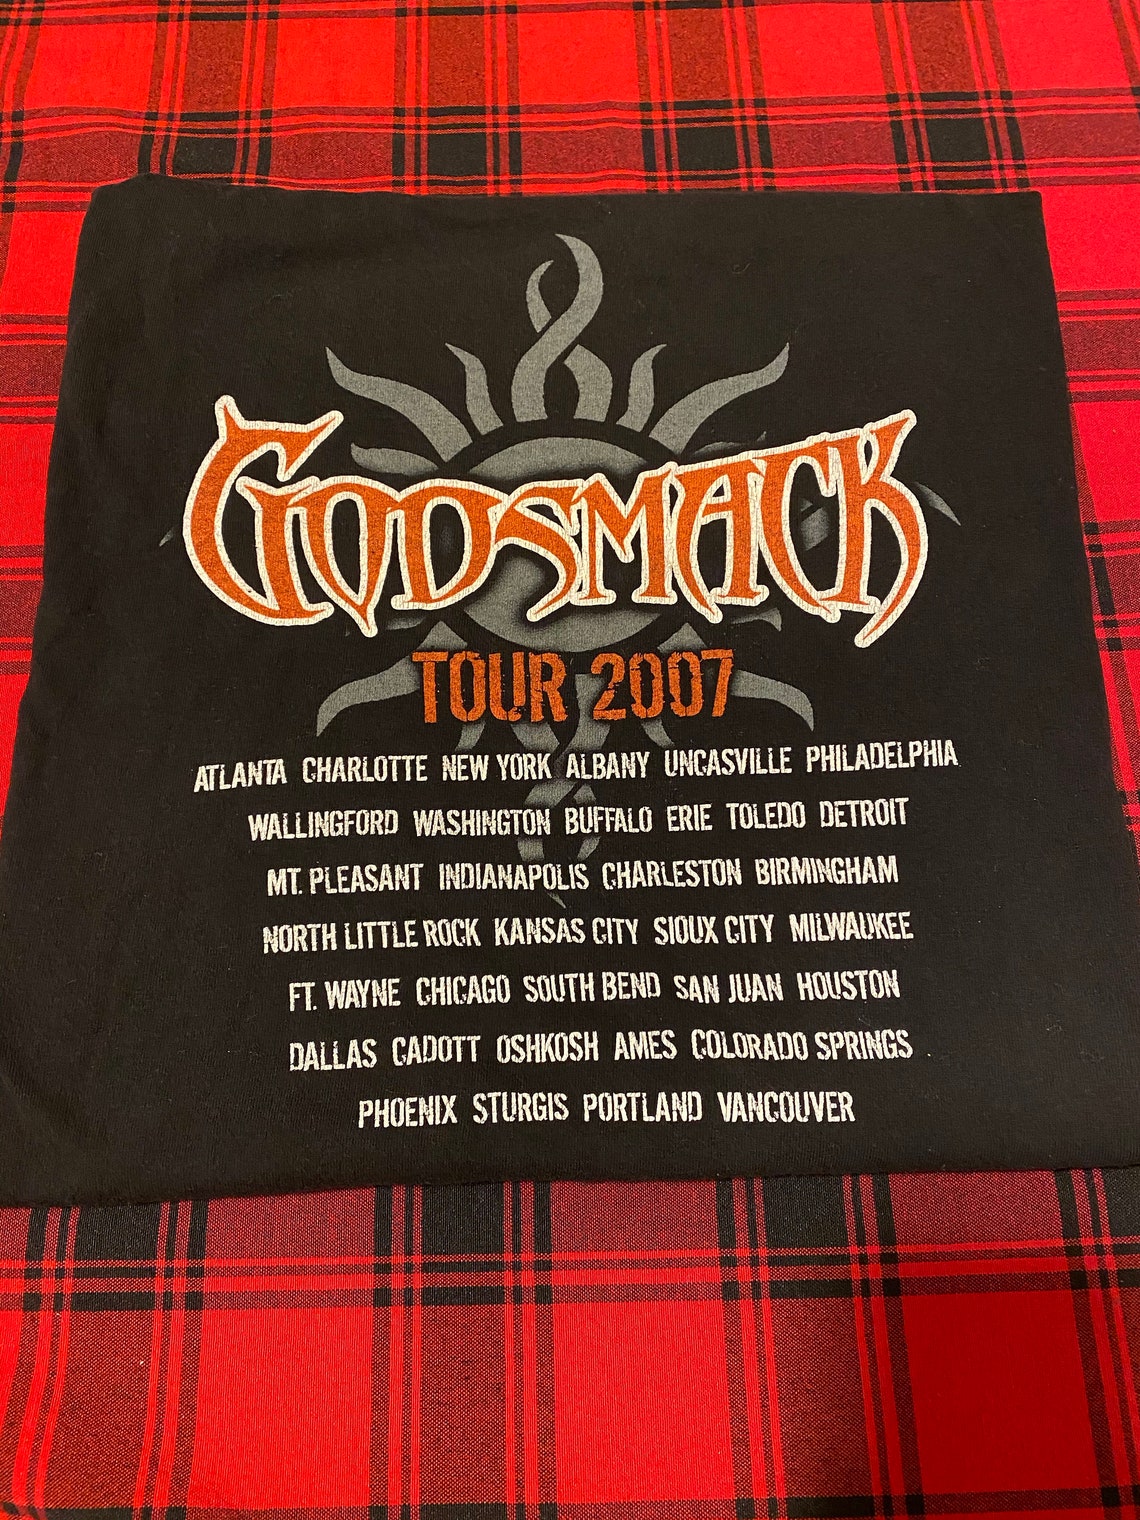 GODSMACK
TOUR 2007
ATLANTA CHARLOTTE NEW YORK ALBANY UNCASVILLE PHILADELPHIA
WALLINGFORD WASHINGTON BUFFALO ERIE TOLEDO DETROIT
MT. PLEASANT INDIANAPOLIS CHARLESTON BIRMINGHAM
NORTH LITTLE ROCK KANSAS CITY SIOUX CITY MILWAUKEE
FT. WAYNE CHICAGO SOUTH BEND SAN JUAN HOUSTON
DALLAS CADOTT OSHKOSH AMES COLORADO SPRINGS
PHOENIX STURGIS PORTLAND VANCOUVER